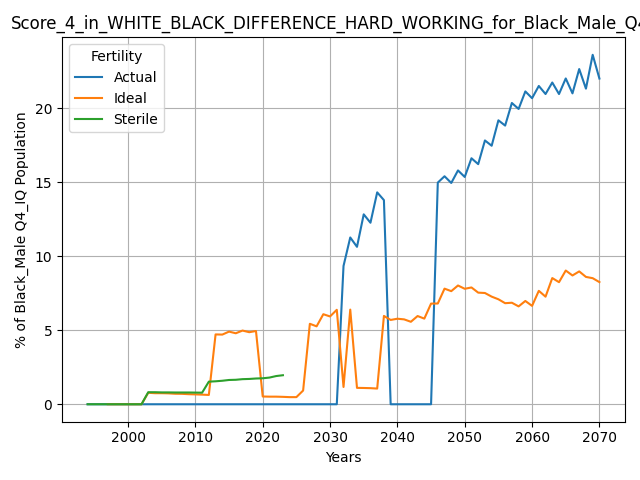 Score_4_in_WHITE_BLACK_DIFFERENCE_HARD_WORKING_for_Black_Male_Q4
Fertility
Actual
Ideal
Sterile
% of Black_Male Q4_IQ Population
20
15
10
5
0
2000 2010 2020 2030 2040 2050 2060 2070
Years